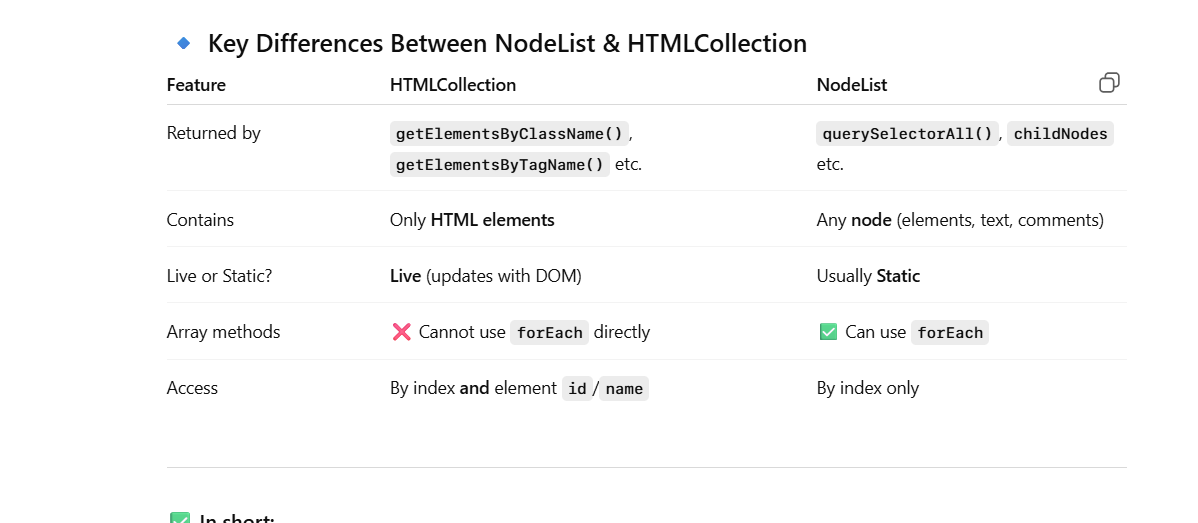 Key Differences Between NodeList & HTMLCollection
Feature HTMLCollection NodeList
Returned by getElementsByClassName(), querySelectorAll(), childNodes
getElementsByTagName() etc. etc.
Contains Only HTML elements Any node (elements, text, comments)
Live or Static? Live (updates with DOM) Usually Static
Array methods ❌ Cannot use forEach directly ✅ Can use forEach
Access By index and element id/name By index only
✅ In short: